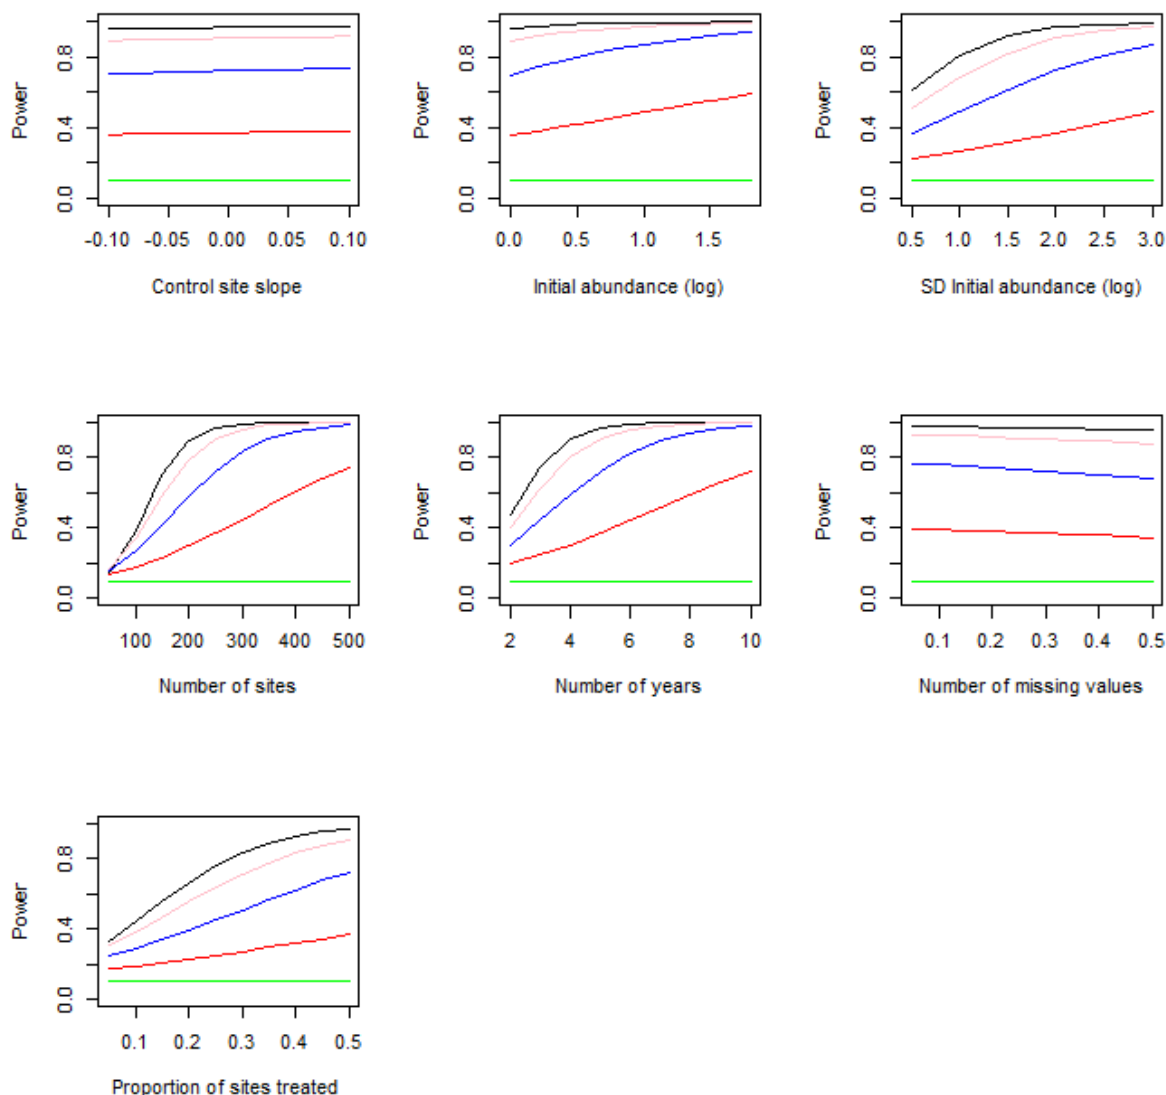 Power
0.0 0.4 0.8
-0.10 -0.05 0.00 0.05 0.10
Control site slope
Power
0.0 0.4 0.8
0.0 0.5 1.0 1.5
Initial abundance (log)
Power
0.0 0.4 0.8
0.5 1.0 1.5 2.0 2.5 3.0
SD Initial abundance (log)
Power
0.0 0.4 0.8
100 200 300 400 500
Number of sites
Power
0.0 0.4 0.8
2 4 6 8 10
Number of years
Power
0.0 0.4 0.8
0.1 0.2 0.3 0.4 0.5
Number of missing values
Power
0.0 0.4 0.8
0.1 0.2 0.3 0.4 0.5
Proportion of sites treated